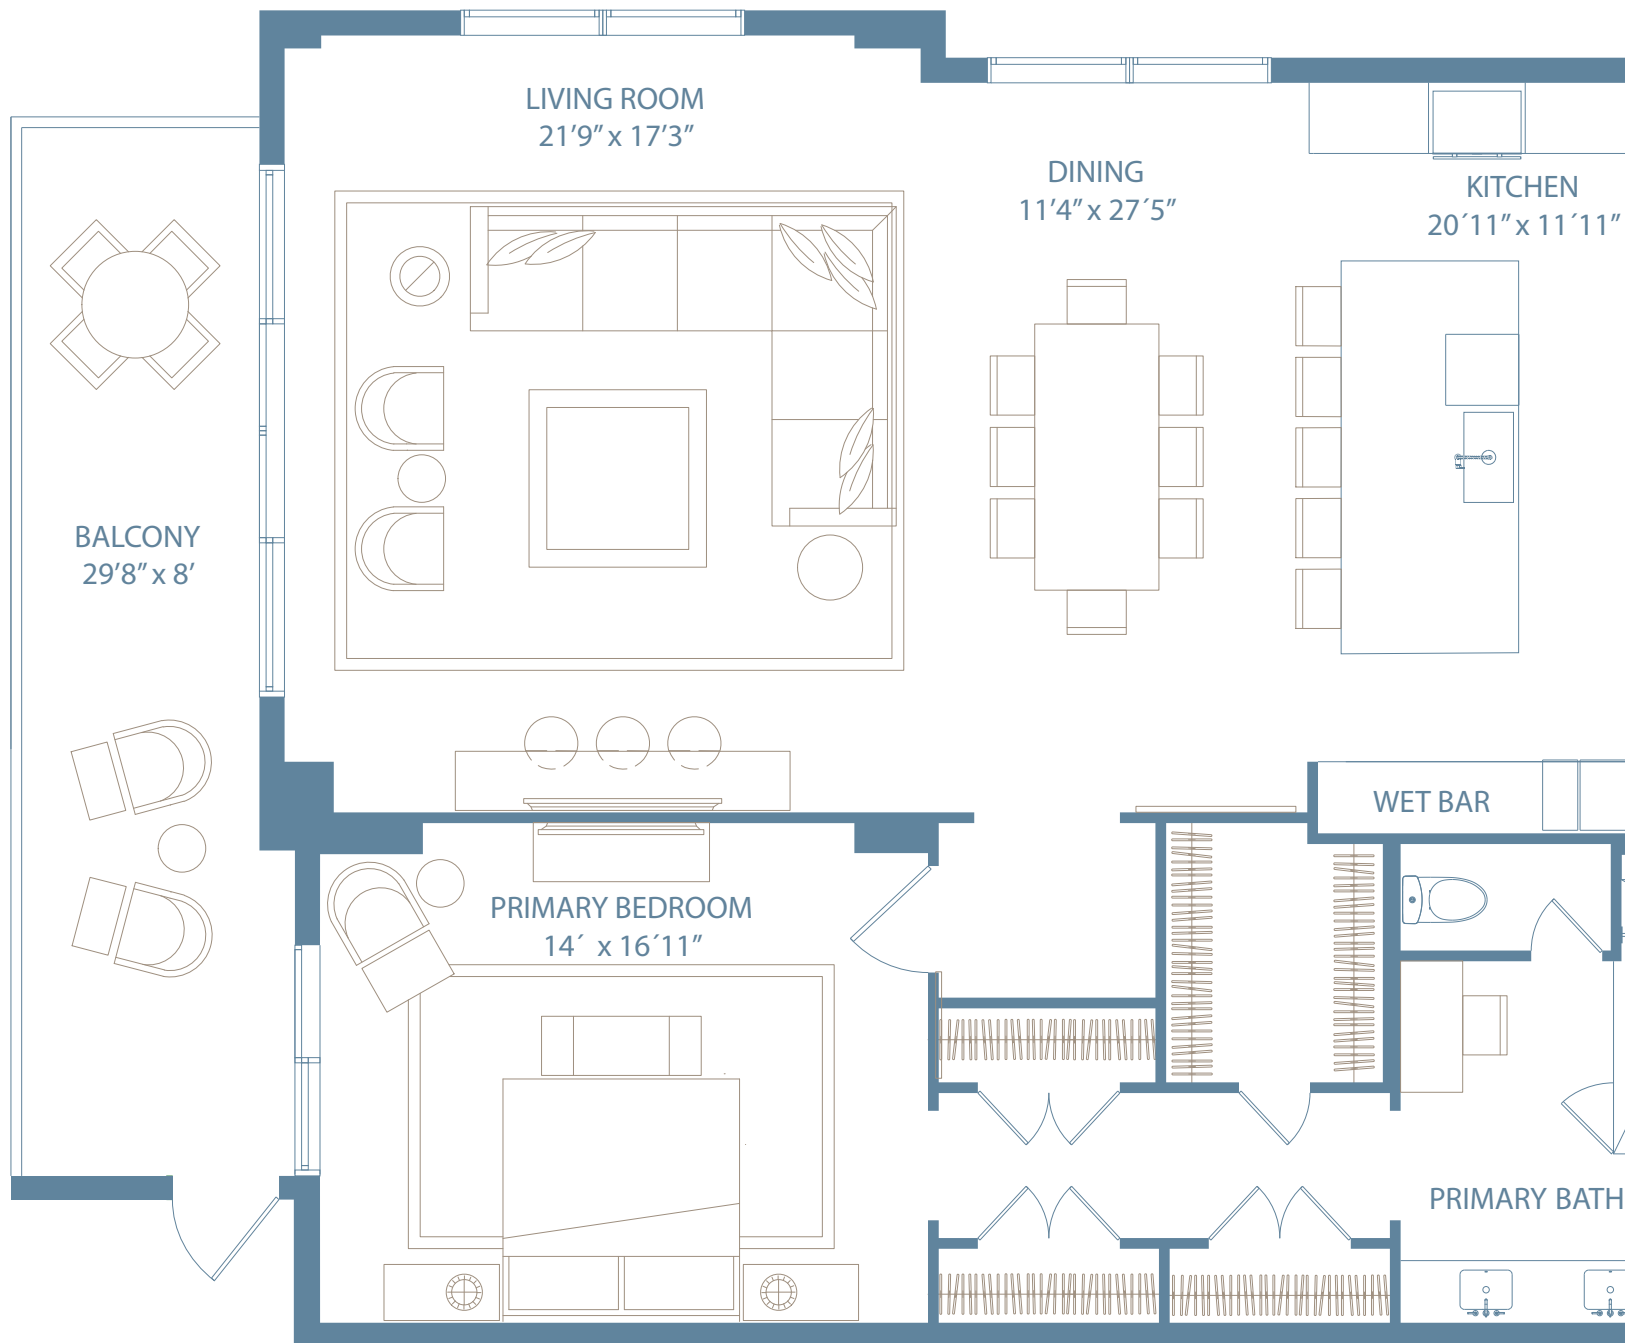 LIVING ROOM
21'9" x 17'3"
DINING
11'4" x 27´5"
KITCHEN
20´11" x 11´11"
BALCONY
29'8" x 8'
WET BAR
PRIMARY BEDROOM
14´ x 16´11"
PRIMARY BATH